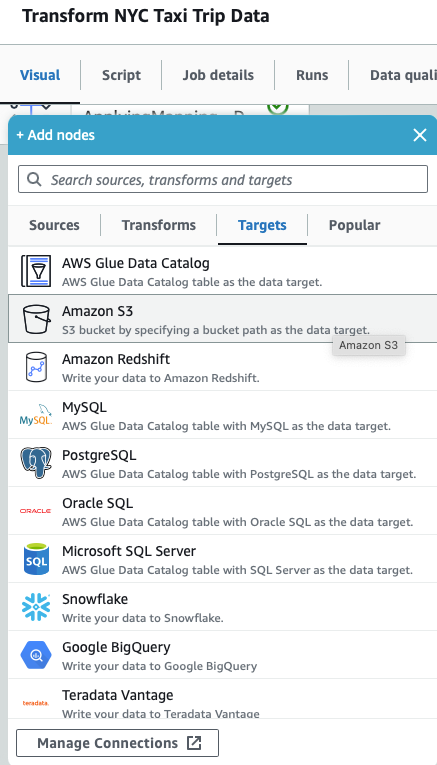 Transform NYC Taxi Trip Data
Visual
Script
Job details
Runs
Data quali
+ Add nodes
Search sources, transforms and targets
Sources
Transforms
Targets
Popular
AWS Glue Data Catalog
AWS Glue Data Catalog table as the data target.
Amazon S3
S3 bucket by specifying a bucket path as the data target.
Amazon S3
Amazon Redshift
Write your data to Amazon Redshift.
MySQL
MySQL
AWS Glue Data Catalog table with MySQL as the data target.
PostgreSQL
AWS Glue Data Catalog table with PostgreSQL as the data target.
ORACLE
Oracle SQL
AWS Glue Data Catalog table with Oracle SQL as the data target.
SQL
Microsoft SQL Server
AWS Glue Data Catalog table with SQL Server as the data target.
Snowflake
Write your data to Snowflake.
Google BigQuery
Write your data to Google BigQuery
teradata.
Teradata Vantage
Write your data to Teradata Vantage
Manage Connections